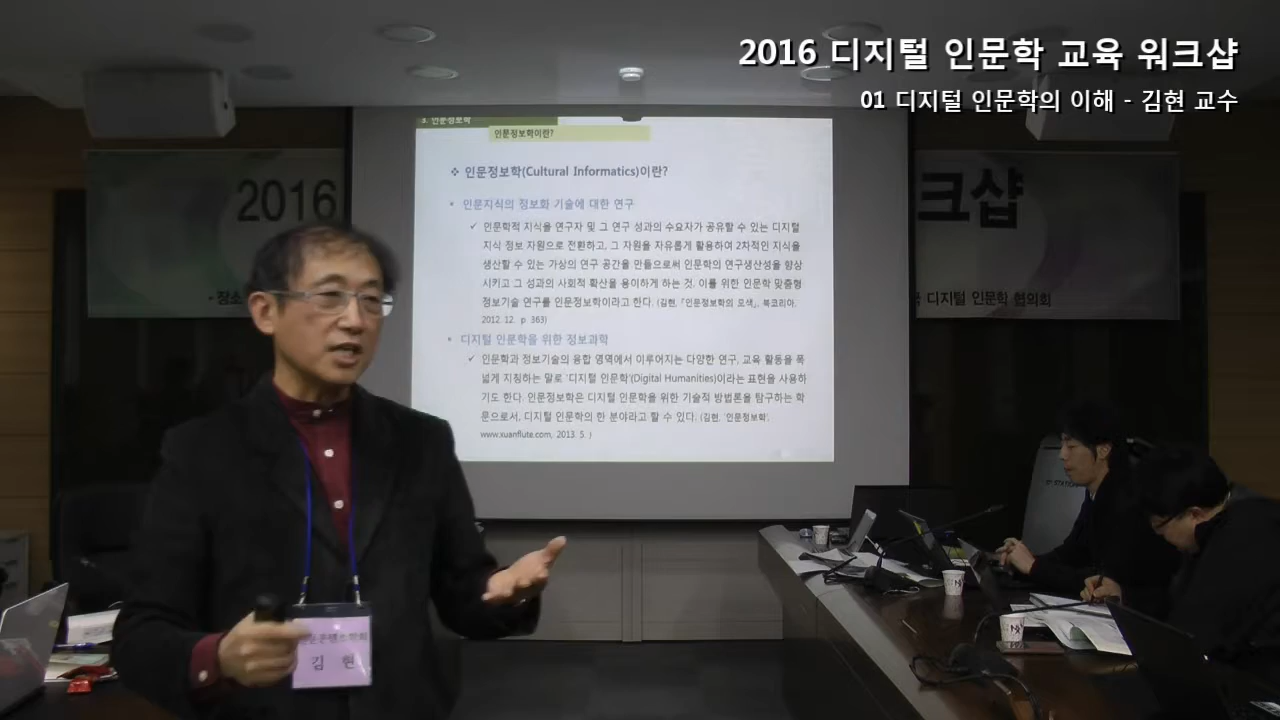 2016 디지털 인문학 교육 워크샵
01 디지털 인문학의 이해 - 김현 교수
3. 인문정보학
인문정보학이란?
❖ 인문정보학(Cultural Informatics)이란?
• 인문지식의 정보화 기술에 대한 연구
✓ 인문학적 지식을 연구자 및 그 연구 성과의 수요자가 공유할 수 있는 디지털
지식 정보 자원으로 전환하고, 그 자원을 자유롭게 활용하여 2차적인 지식을
생산할 수 있는 가상의 연구 공간을 만듦으로써 인문학의 연구생산성을 향상
시키고 그 성과의 사회적 확산을 용이하게 하는 것. 이를 위한 인문학 맞춤형
정보기술 연구를 인문정보학이라고 한다. (김현, 『인문정보학의 모색』, 북코리아,
2012. 12. p. 363)
• 디지털 인문학을 위한 정보과학
✓ 인문학과 정보기술의 융합 영역에서 이루어지는 다양한 연구, 교육 활동을 폭
넓게 지칭하는 말로 '디지털 인문학'(Digital Humanities)이라는 표현을 사용하
기도 한다. 인문정보학은 디지털 인문학을 위한 기술적 방법론을 탐구하는 학
문으로서, 디지털 인문학의 한 분야라고 할 수 있다. (김현, '인문정보학',
www.xuanflute.com, 2013. 5. )
2016
크샵
• 장소
디지털 인문학 협의회
인문콘텐츠학회
김 현